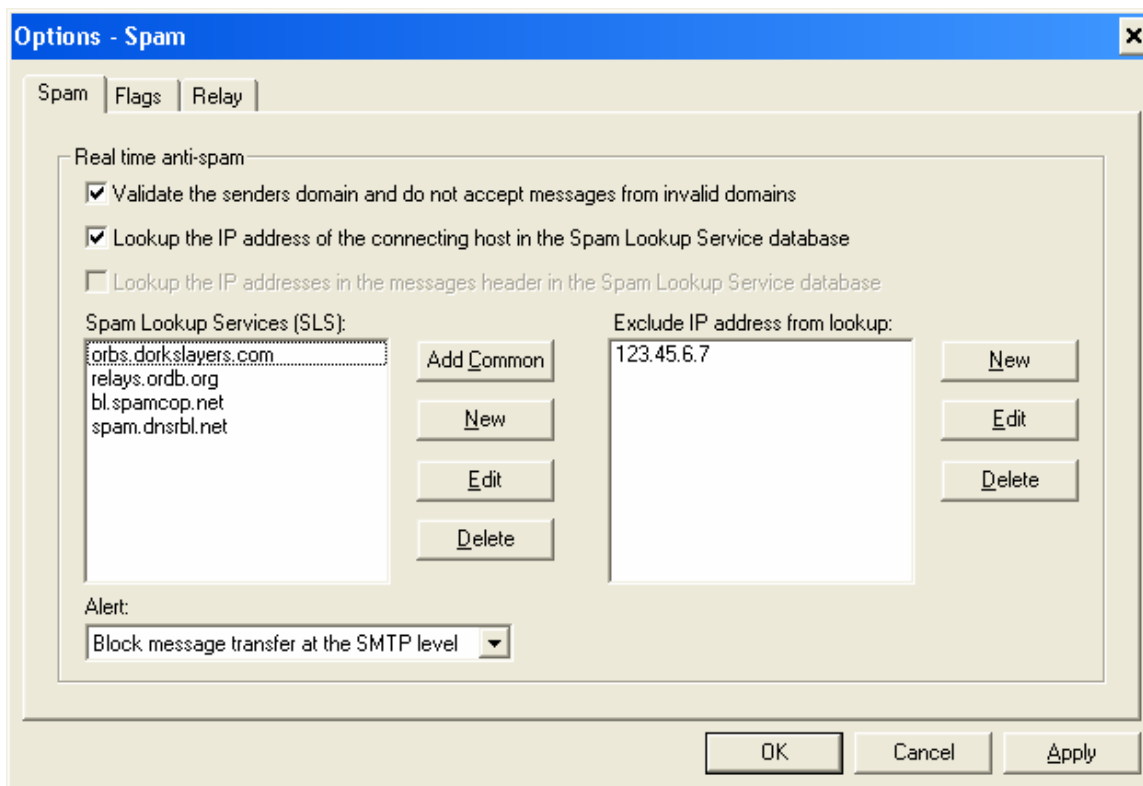 Options - Spam
Spam Flags Relay
Real time anti-spam
Validate the senders domain and do not accept messages from invalid domains
Lookup the IP address of the connecting host in the Spam Lookup Service database
Lookup the IP addresses in the messages header in the Spam Lookup Service database
Spam Lookup Services (SLS):
orbs.dorkslayers.com
relays.ordb.org
bl.spamcop.net
spam.dnsrbl.net
Add Common
New
Edit
Delete
Exclude IP address from lookup:
123.45.6.7
New
Edit
Delete
Alert:
Block message transfer at the SMTP level
OK Cancel Apply